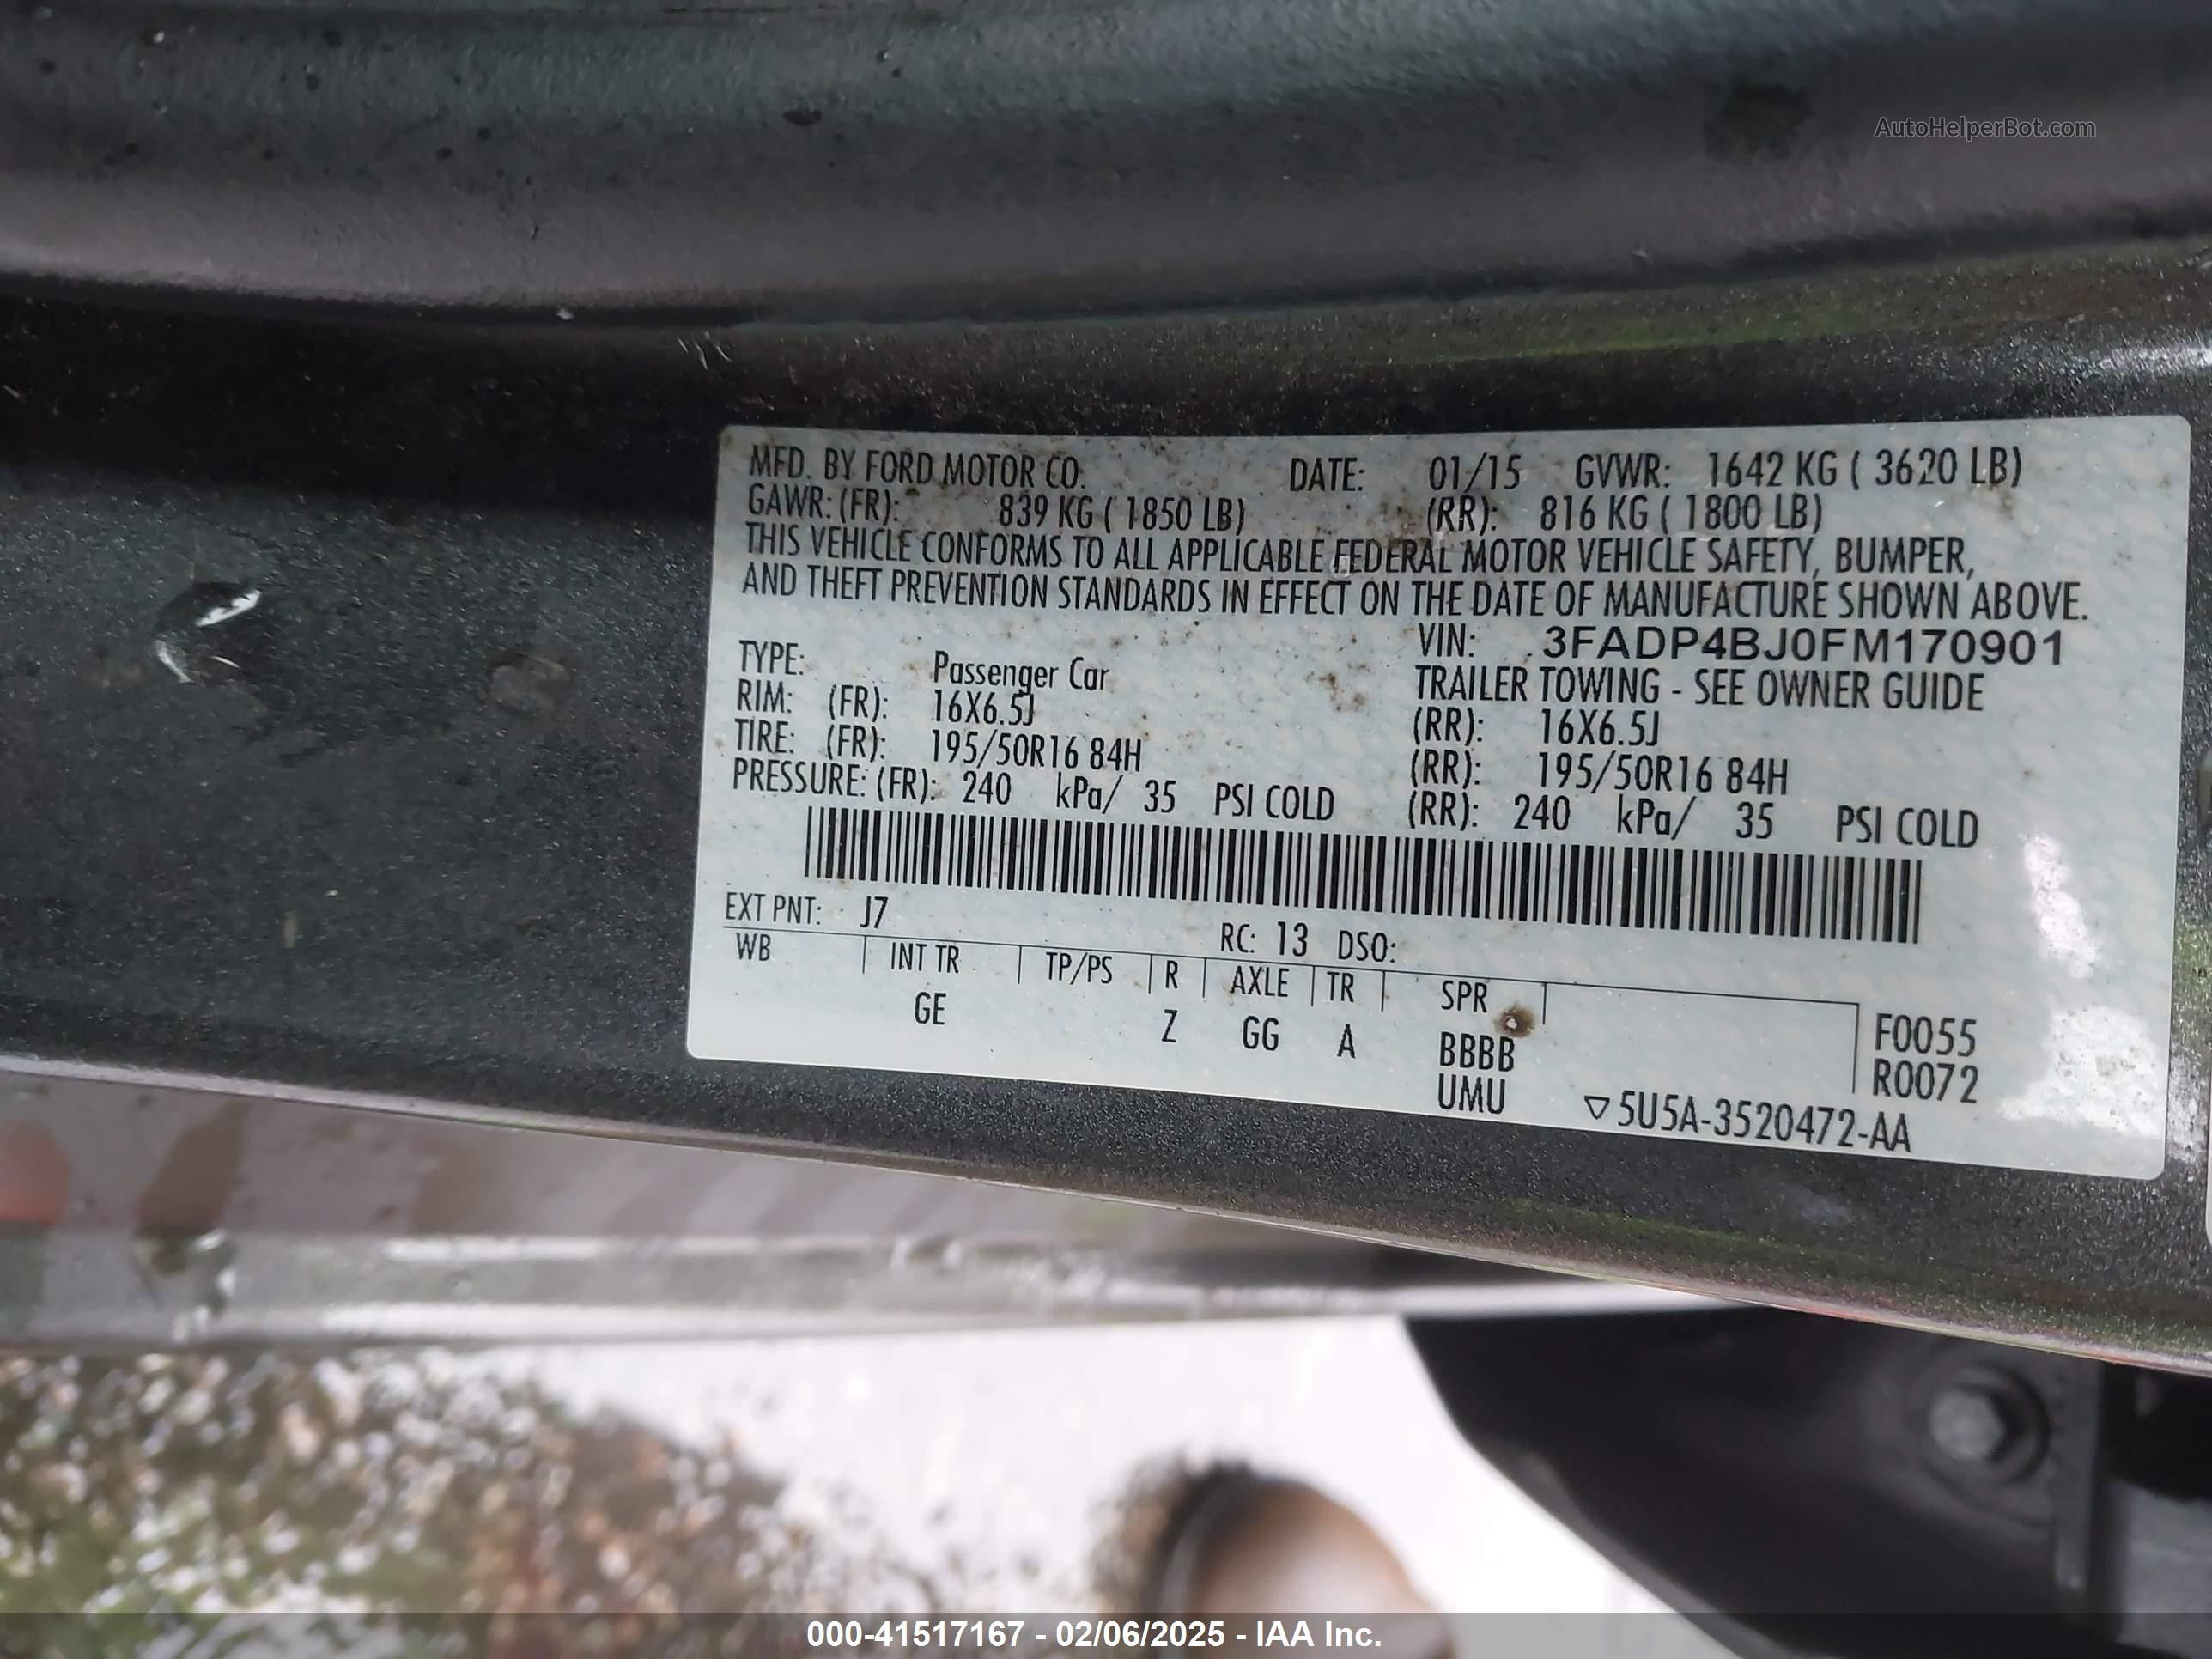 AutoHelperBot.com
MFD. BY FORD MOTOR CO. DATE: 01/15 GVWR: 1642 KG ( 3620 LB)
GAWR: (FR): 839 KG ( 1850 LB) (RR): 816 KG ( 1800 LB)
THIS VEHICLE CONFORMS TO ALL APPLICABLE FEDERAL MOTOR VEHICLE SAFETY, BUMPER,
AND THEFT PREVENTION STANDARDS IN EFFECT ON THE DATE OF MANUFACTURE SHOWN ABOVE.
VIN: 3FADP4BJ0FM170901
TYPE: Passenger Car TRAILER TOWING - SEE OWNER GUIDE
RIM: (FR): 16X6.5J (RR): 16X6.5J
TIRE: (FR): 195/50R16 84H (RR): 195/50R16 84H
PRESSURE: (FR): 240 kPa/ 35 PSI COLD (RR): 240 kPa/ 35 PSI COLD
EXT PNT: J7 RC: 13 DSO:
WB INT TR TP/PS R AXLE TR SPR
GE Z GG A BBBB F0055
UMU R0072
▽5U5A-3520472-AA
000-41517167 - 02/06/2025 - IAA Inc.